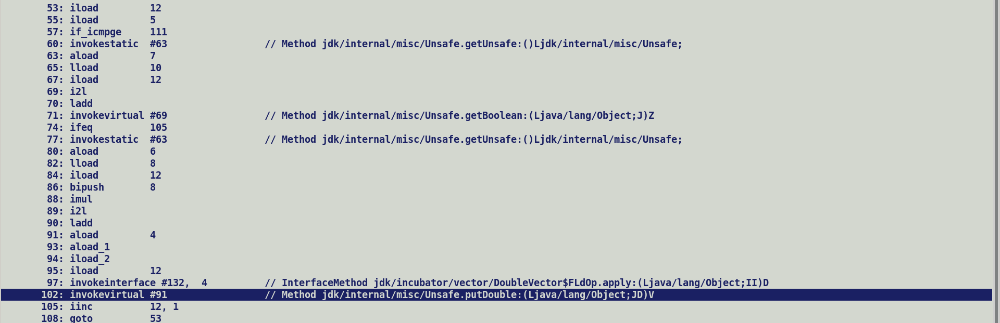 53: iload         12
55: iload         5
57: if_icmpge     111
60: invokestatic  #63                 // Method jdk/internal/misc/Unsafe.getUnsafe:()Ljdk/internal/misc/Unsafe;
63: aload         7
65: lload         10
67: iload         12
69: i2l
70: ladd
71: invokevirtual #69                 // Method jdk/internal/misc/Unsafe.getBoolean:(Ljava/lang/Object;J)Z
74: ifeq          105
77: invokestatic  #63                 // Method jdk/internal/misc/Unsafe.getUnsafe:()Ljdk/internal/misc/Unsafe;
80: aload         6
82: lload         8
84: iload         12
86: bipush        8
88: imul
89: i2l
90: ladd
91: aload         4
93: aload_1
94: iload_2
95: iload         12
97: invokeinterface #132,  4          // InterfaceMethod jdk/incubator/vector/DoubleVector$FLdOp.apply:(Ljava/lang/Object;II)D
102: invokevirtual #91                 // Method jdk/internal/misc/Unsafe.putDouble:(Ljava/lang/Object;JD)V
105: iinc          12, 1
108: goto          53